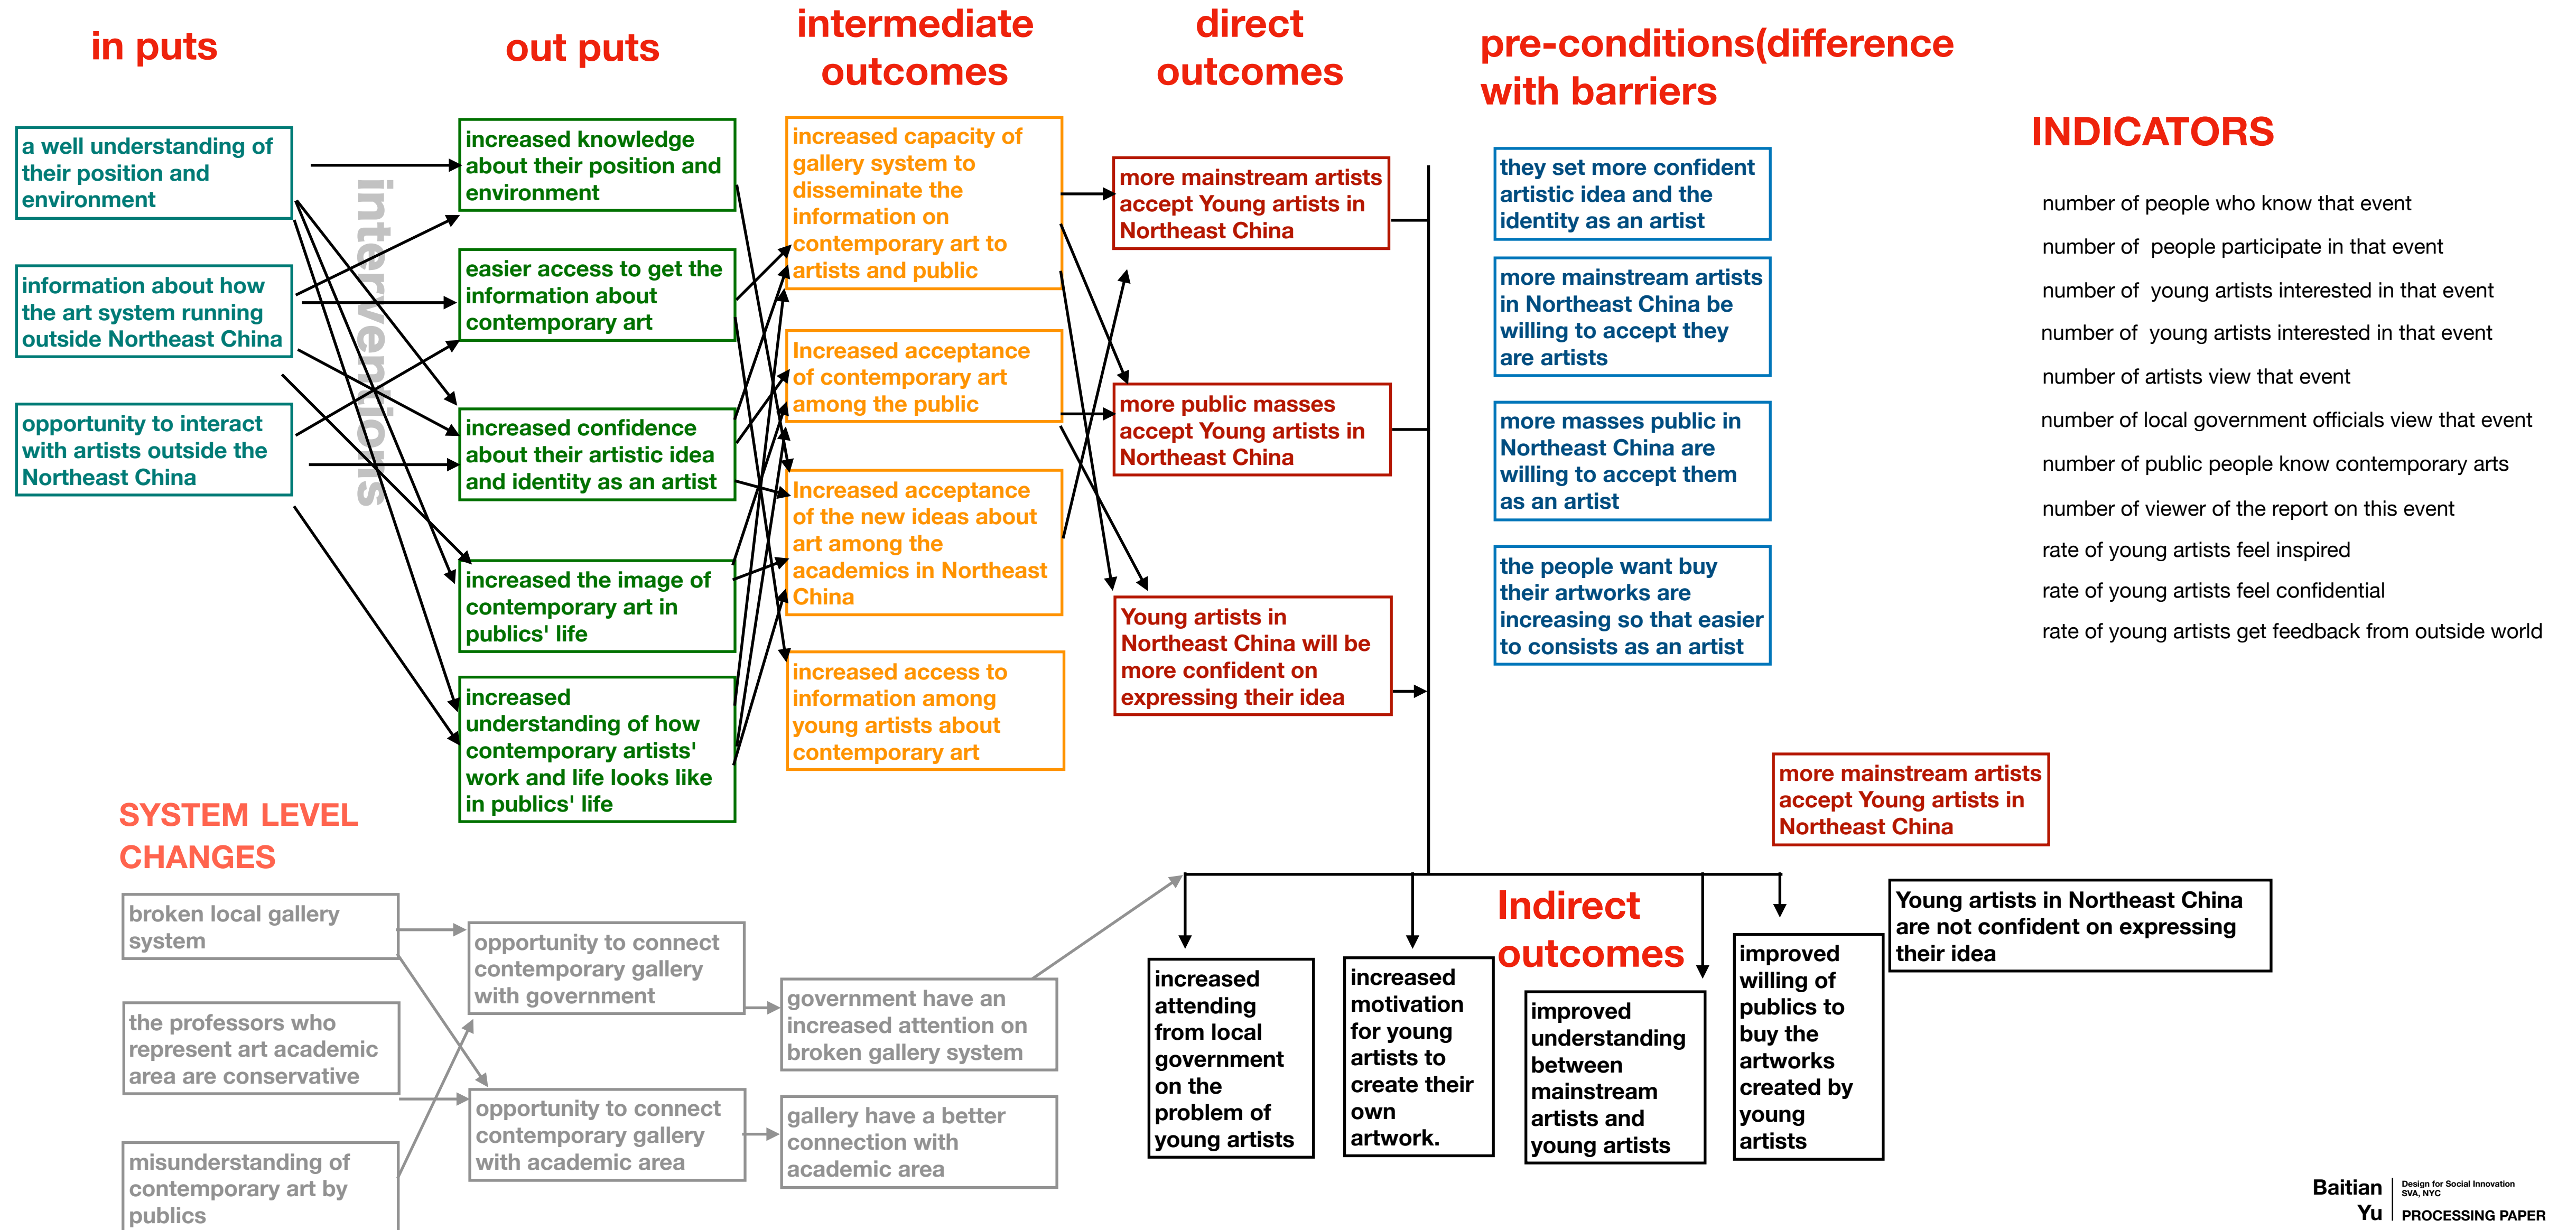 in puts
out puts
intermediate
outcomes
direct
outcomes
pre-conditions(difference
with barriers
INDICATORS
a well understanding of
their position and
environment
information about how
the art system running
outside Northeast China
opportunity to interact
with artists outside the
Northeast China
interventions
increased knowledge
about their position and
environment
easier access to get the
information about
contemporary art
increased confidence
about their artistic idea
and identity as an artist
increased the image of
contemporary art in
publics' life
increased
understanding of how
contemporary artists'
work and life looks like
in publics' life
increased capacity of
gallery system to
disseminate the
information on
contemporary art to
artists and public
Increased acceptance
of contemporary art
among the public
Increased acceptance
of the new ideas about
art among the
academics in Northeast
China
increased access to
information among
young artists about
contemporary art
more mainstream artists
accept Young artists in
Northeast China
more public masses
accept Young artists in
Northeast China
Young artists in
Northeast China will be
more confident on
expressing their idea
they set more confident
artistic idea and the
identity as an artist
more mainstream artists
in Northeast China be
willing to accept they
are artists
more masses public in
Northeast China are
willing to accept them
as an artist
the people want buy
their artworks are
increasing so that easier
to consists as an artist
number of people who know that event
number of  people participate in that event
number of  young artists interested in that event
number of  young artists interested in that event
number of artists view that event
number of local government officials view that event
number of public people know contemporary arts
number of viewer of the report on this event
rate of young artists feel inspired
rate of young artists feel confidential
rate of young artists get feedback from outside world
more mainstream artists
accept Young artists in
Northeast China
SYSTEM LEVEL
CHANGES
broken local gallery
system
the professors who
represent art academic
area are conservative
misunderstanding of
contemporary art by
publics
opportunity to connect
contemporary gallery
with government
opportunity to connect
contemporary gallery
with academic area
government have an
increased attention on
broken gallery system
gallery have a better
connection with
academic area
Indirect
outcomes
increased
attending
from local
government
on the
problem of
young artists
increased
motivation
for young
artists to
create their
own
artwork.
improved
understanding
between
mainstream
artists and
young artists
improved
willing of
publics to
buy the
artworks
created by
young
artists
Young artists in Northeast China
are not confident on expressing
their idea
Baitian
Yu
Design for Social Innovation
SVA, NYC
PROCESSING PAPER